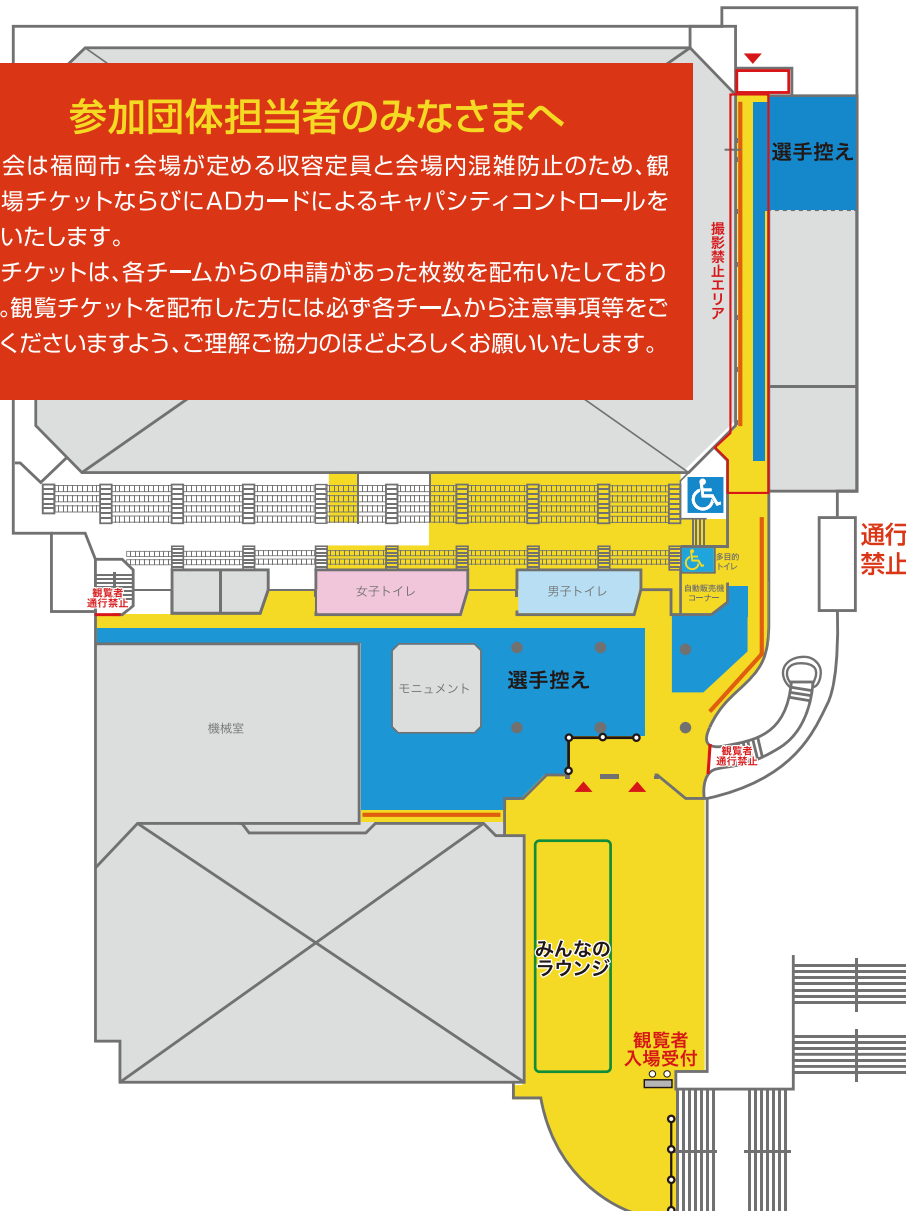 参加団体担当者のみなさまへ
会は福岡市・会場が定める収容定員と会場内混雑防止のため、観
場チケットならびにADカードによるキャパシティコントロールを
いたします。
チケットは、各チームからの申請があった枚数を配布いたしており
。観覧チケットを配布した方には必ず各チームから注意事項等をご
くださいますよう、ご理解ご協力のほどよろしくお願いいたします。
選手控え
撮影禁止エリア
通行
禁止
多目的
トイレ
自動販売機
コーナー
観覧者
通行禁止
女子トイレ
男子トイレ
モニュメント
選手控え
機械室
観覧者
通行禁止
みんなの
ラウンジ
観覧者
入場受付